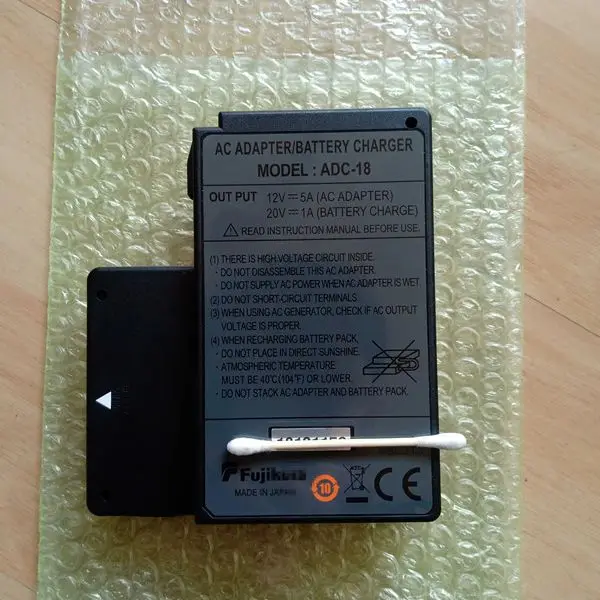 AC ADAPTER/BATTERY CHARGER
MODEL : ADC-18
OUT PUT 12V⎓5A (AC ADAPTER)
20V⎓1A (BATTERY CHARGE)
⚠ READ INSTRUCTION MANUAL BEFORE USE.
(1) THERE IS HIGH VOLTAGE CIRCUIT INSIDE.
· DO NOT DISASSEMBLE THIS AC ADAPTER.
· DO NOT SUPPLY AC POWER WHEN AC ADAPTER IS WET
(2) DO NOT SHORT-CIRCUIT TERMINALS.
(3) WHEN USING AC GENERATOR, CHECK IF AC OUTPUT
VOLTAGE IS PROPER.
(4) WHEN RECHARGING BATTERY PACK,
· DO NOT PLACE IN DIRECT SUNSHINE.
· ATMOSPHERIC TEMPERATURE
MUST BE 40°C(104°F) OR LOWER.
· DO NOT STACK AC ADAPTER AND BATTERY PACK.
Fujikura
MADE IN JAPAN
10
CE